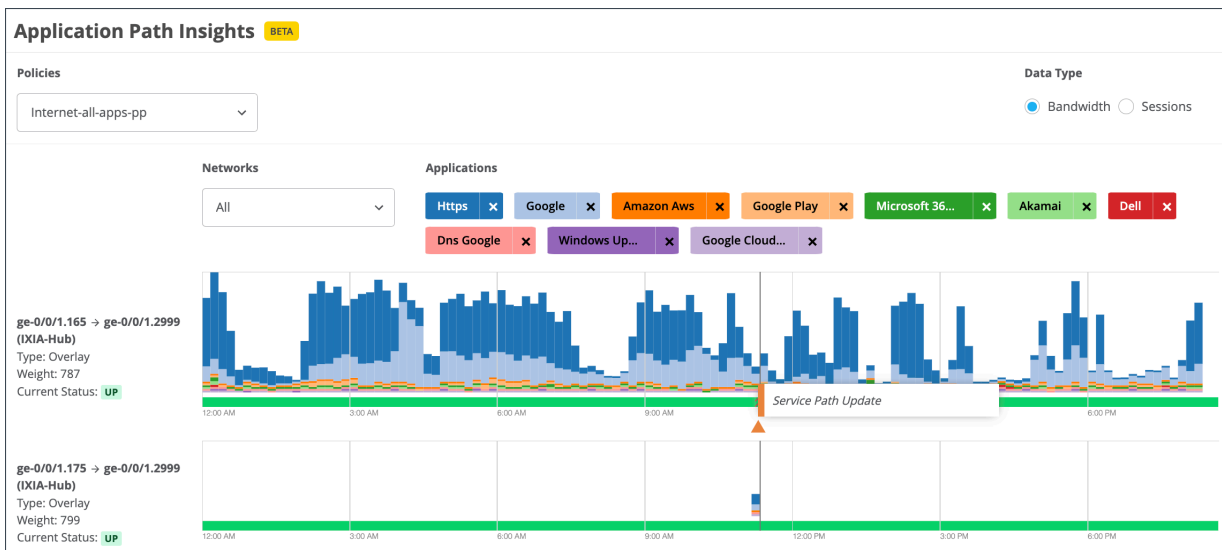 Application Path Insights BETA
Policies
Data Type
Internet-all-apps-pp
Bandwidth
Sessions
Networks
Applications
All
Https × Google × Amazon Aws × Google Play × Microsoft 36... × Akamai × Dell ×
Dns Google × Windows Up... × Google Cloud... ×
ge-0/0/1.165 → ge-0/0/1.2999
(IXIA-Hub)
Type: Overlay
Weight: 787
Current Status: UP
Service Path Update
12:00 AM 3:00 AM 6:00 AM 9:00 AM 6:00 PM
ge-0/0/1.175 → ge-0/0/1.2999
(IXIA-Hub)
Type: Overlay
Weight: 799
Current Status: UP
12:00 AM 3:00 AM 6:00 AM 9:00 AM 12:00 PM 3:00 PM 6:00 PM